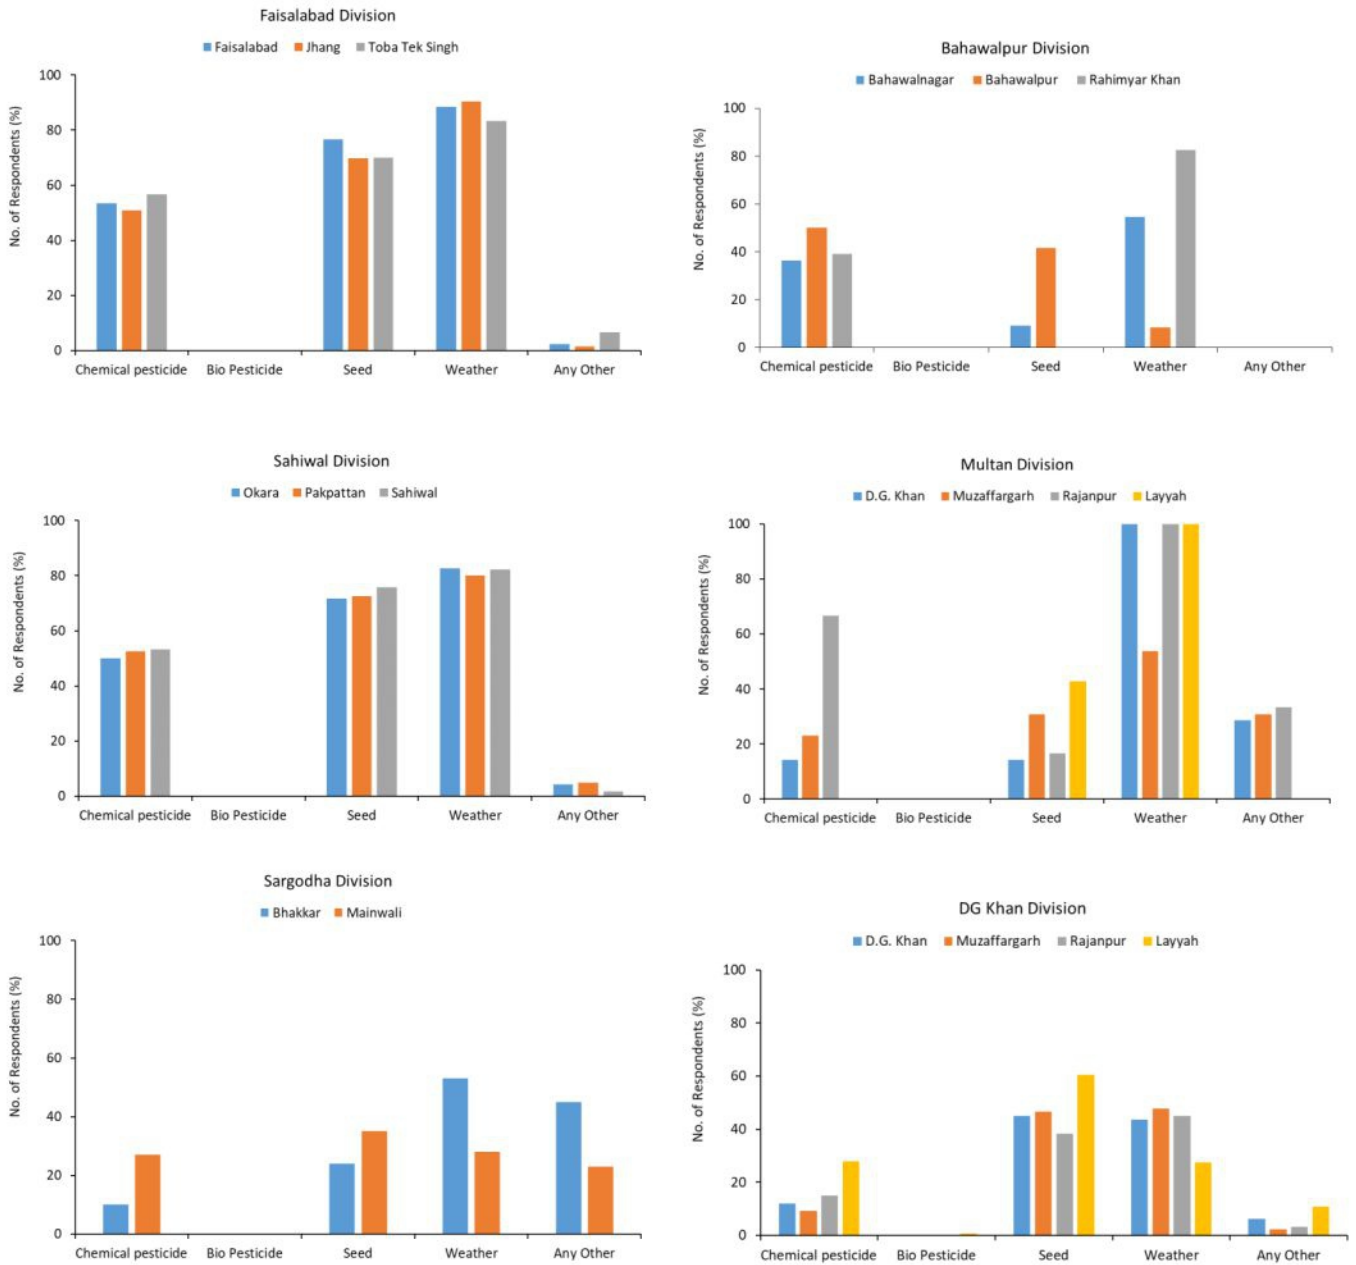 Faisalabad Division
Faisalabad Jhang Toba Tek Singh
No. of Respondents (%)
100
80
60
40
20
0
Chemical pesticide Bio Pesticide Seed Weather Any Other
Bahawalpur Division
Bahawalnagar Bahawalpur Rahimyar Khan
No. of Respondents (%)
100
80
60
40
20
0
Chemical pesticide Bio Pesticide Seed Weather Any Other
Sahiwal Division
Okara Pakpattan Sahiwal
No. of Respondents (%)
100
80
60
40
20
0
Chemical pesticide Bio Pesticide Seed Weather Any Other
Multan Division
D.G. Khan Muzaffargarh Rajanpur Layyah
No. of Respondents (%)
100
80
60
40
20
0
Chemical pesticide Bio Pesticide Seed Weather Any Other
Sargodha Division
Bhakkar Mainwali
No. of Respondents (%)
100
80
60
40
20
0
Chemical pesticide Bio Pesticide Seed Weather Any Other
DG Khan Division
D.G. Khan Muzaffargarh Rajanpur Layyah
No. of Respondents (%)
100
80
60
40
20
0
Chemical pesticide Bio Pesticide Seed Weather Any Other